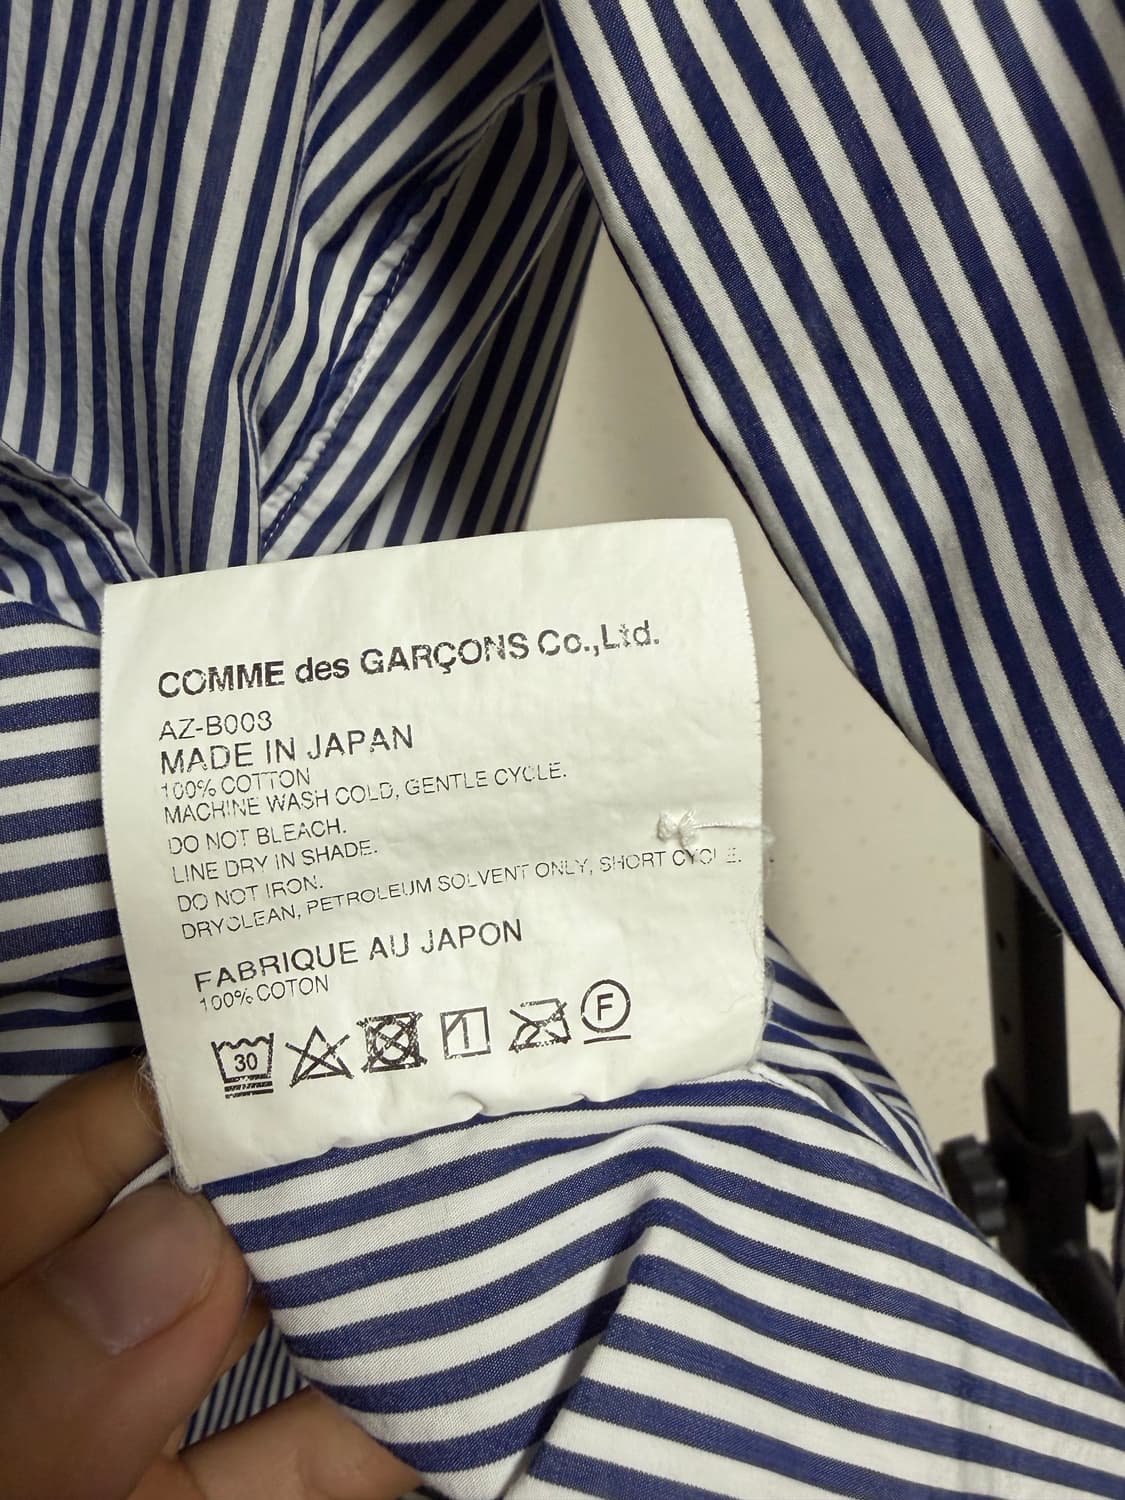 COMME des GARÇONS Co.,Ltd.
AZ-B003
MADE IN JAPAN
100% COTTON
MACHINE WASH COLD, GENTLE CYCLE.
DO NOT BLEACH.
LINE DRY IN SHADE.
DO NOT IRON.
DRYCLEAN, PETROLEUM SOLVENT ONLY, SHORT CYCLE.
FABRIQUE AU JAPON
100% COTON
30 F